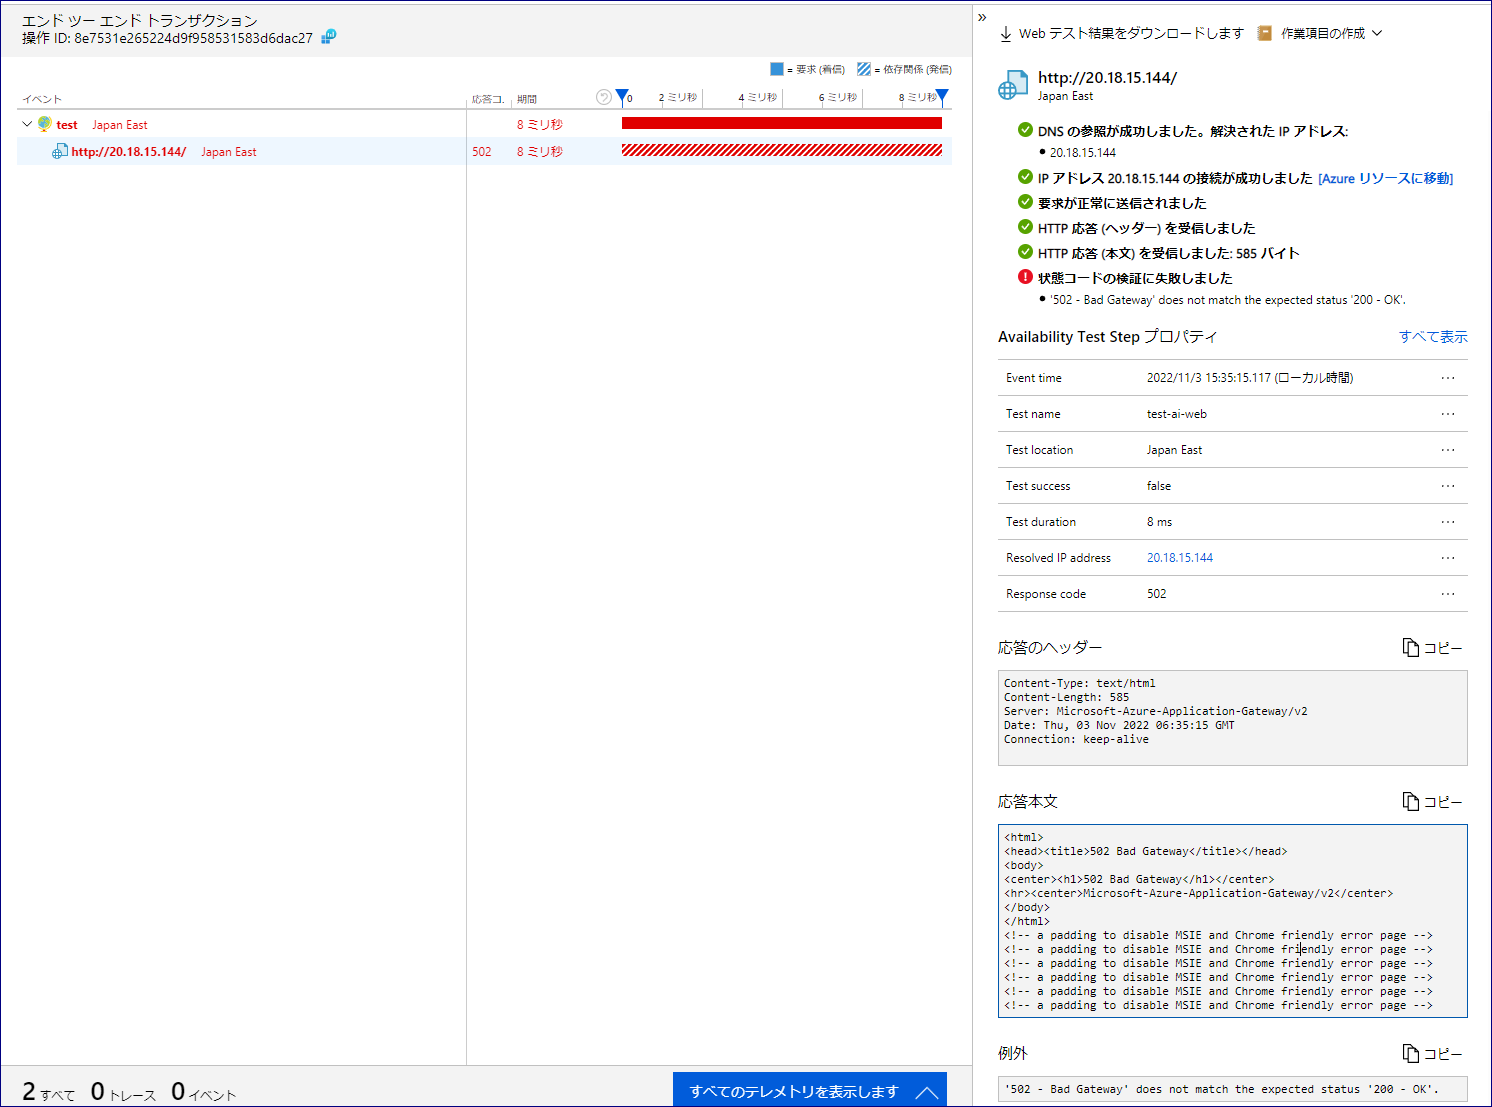 エンド ツー エンド トランザクション
操作 ID: 8e7531e265224d9f958531583d6dac27
= 要求 (着信) = 依存関係 (発信)
イベント 応答コ. 期間 0 2 ミリ秒 4 ミリ秒 6 ミリ秒 8 ミリ秒
test Japan East 8 ミリ秒
http://20.18.15.144/ Japan East 502 8 ミリ秒
2 すべて 0 トレース 0 イベント
すべてのテレメトリを表示します
»
Web テスト結果をダウンロードします 作業項目の作成
http://20.18.15.144/
Japan East
DNS の参照が成功しました。解決された IP アドレス:
• 20.18.15.144
IP アドレス 20.18.15.144 の接続が成功しました [Azure リソースに移動]
要求が正常に送信されました
HTTP 応答 (ヘッダー) を受信しました
HTTP 応答 (本文) を受信しました: 585 バイト
状態コードの検証に失敗しました
• '502 - Bad Gateway' does not match the expected status '200 - OK'.
Availability Test Step プロパティ すべて表示
Event time 2022/11/3 15:35:15.117 (ローカル時間) ...
Test name test-ai-web ...
Test location Japan East ...
Test success false ...
Test duration 8 ms ...
Resolved IP address 20.18.15.144 ...
Response code 502 ...
応答のヘッダー コピー
Content-Type: text/html
Content-Length: 585
Server: Microsoft-Azure-Application-Gateway/v2
Date: Thu, 03 Nov 2022 06:35:15 GMT
Connection: keep-alive
応答本文 コピー
<html>
<head><title>502 Bad Gateway</title></head>
<body>
<center><h1>502 Bad Gateway</h1></center>
<hr><center>Microsoft-Azure-Application-Gateway/v2</center>
</body>
</html>
<!-- a padding to disable MSIE and Chrome friendly error page -->
<!-- a padding to disable MSIE and Chrome friendly error page -->
<!-- a padding to disable MSIE and Chrome friendly error page -->
<!-- a padding to disable MSIE and Chrome friendly error page -->
<!-- a padding to disable MSIE and Chrome friendly error page -->
<!-- a padding to disable MSIE and Chrome friendly error page -->
例外 コピー
'502 - Bad Gateway' does not match the expected status '200 - OK'.